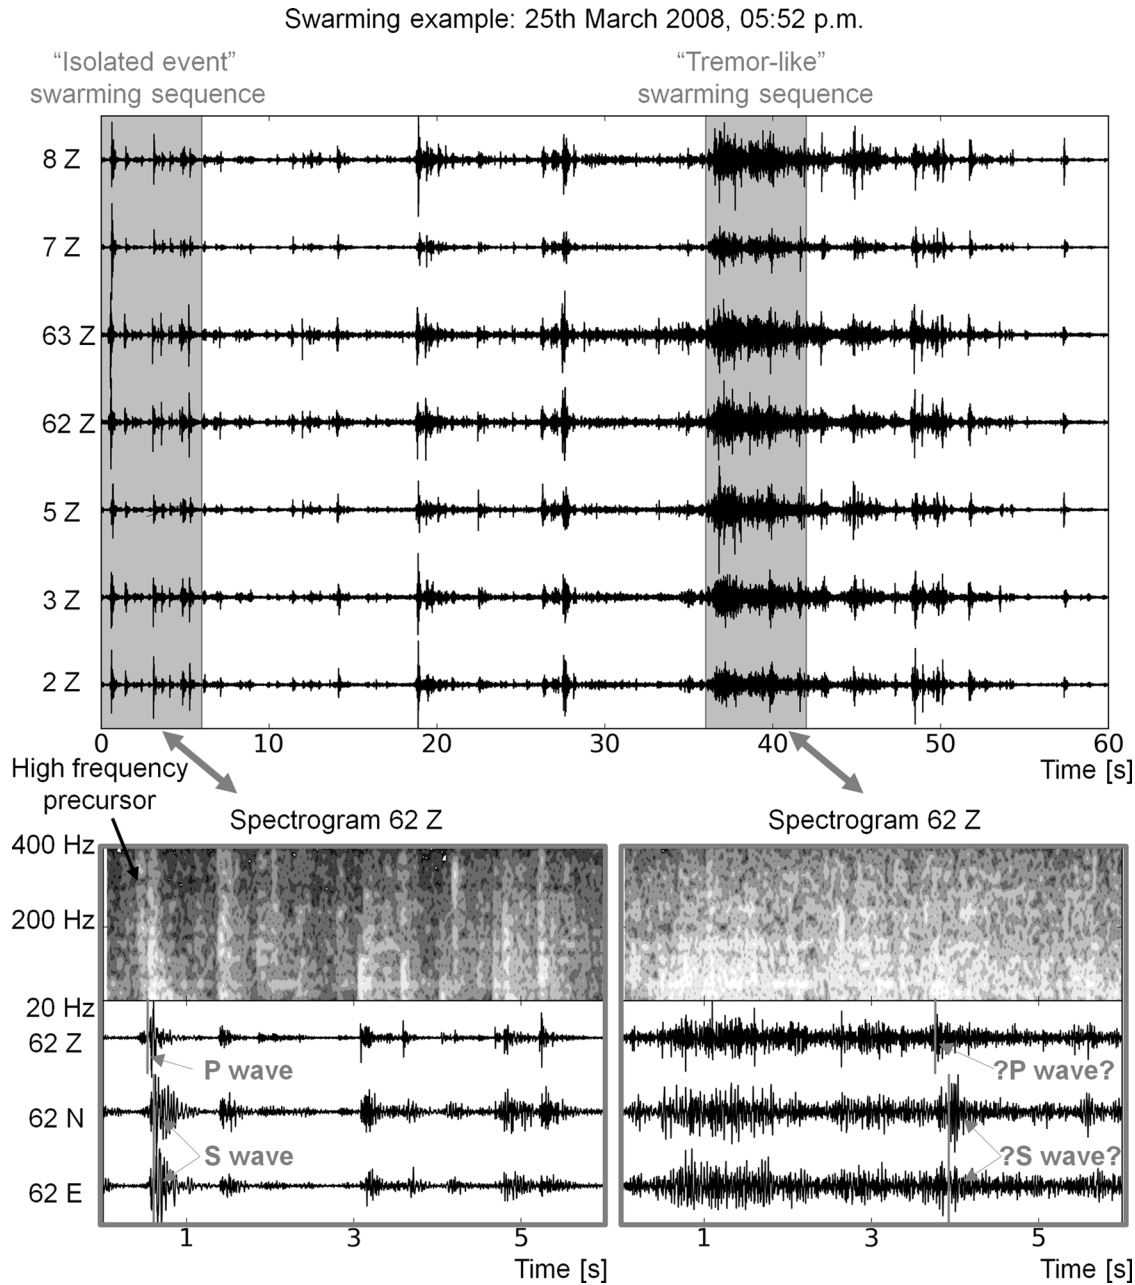 Swarming example: 25th March 2008, 05:52 p.m.
“Isolated event”
swarming sequence
“Tremor-like”
swarming sequence
8 Z
7 Z
63 Z
62 Z
5 Z
3 Z
2 Z
0 10 20 30 40 50 60
Time [s]
High frequency
precursor
Spectrogram 62 Z
Spectrogram 62 Z
400 Hz
200 Hz
20 Hz
62 Z
P wave
?P wave?
62 N
S wave
?S wave?
62 E
1 3 5
1 3 5
Time [s]
Time [s]